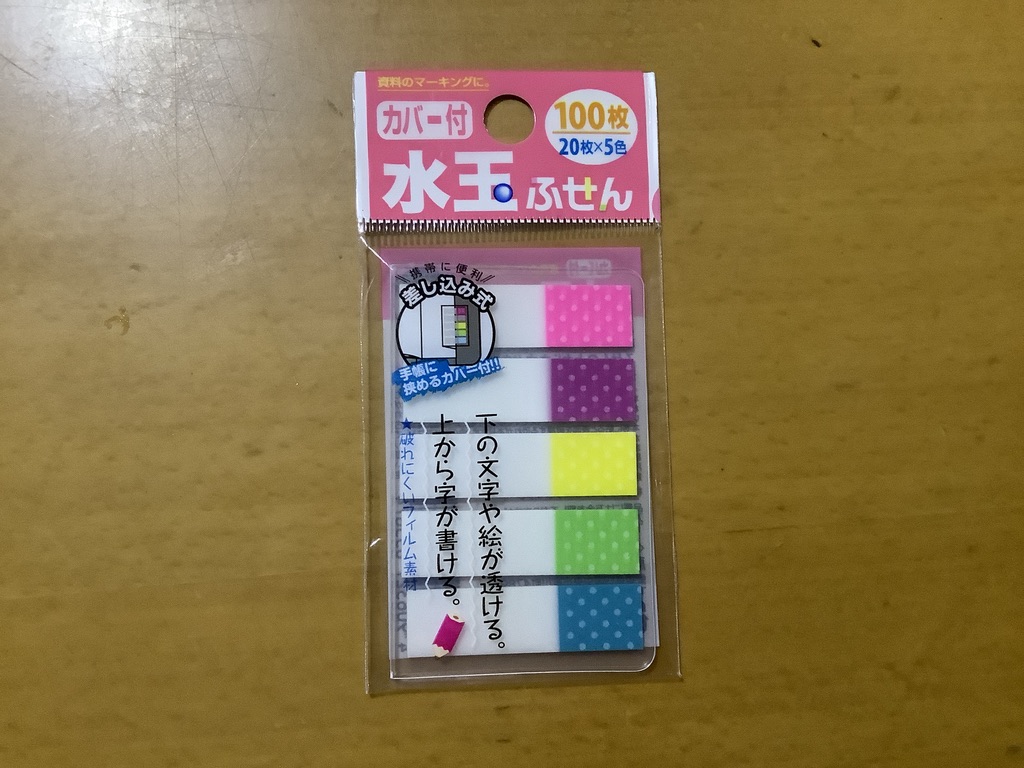 資料のマーキングに。
カバー付
100枚
20枚×5色
水玉ふせん
携帯に便利
差し込み式
手帳に
挟めるカバー付!!
下の文字や絵が透ける。
上から字が書ける。
★破れにくいフィルム素材